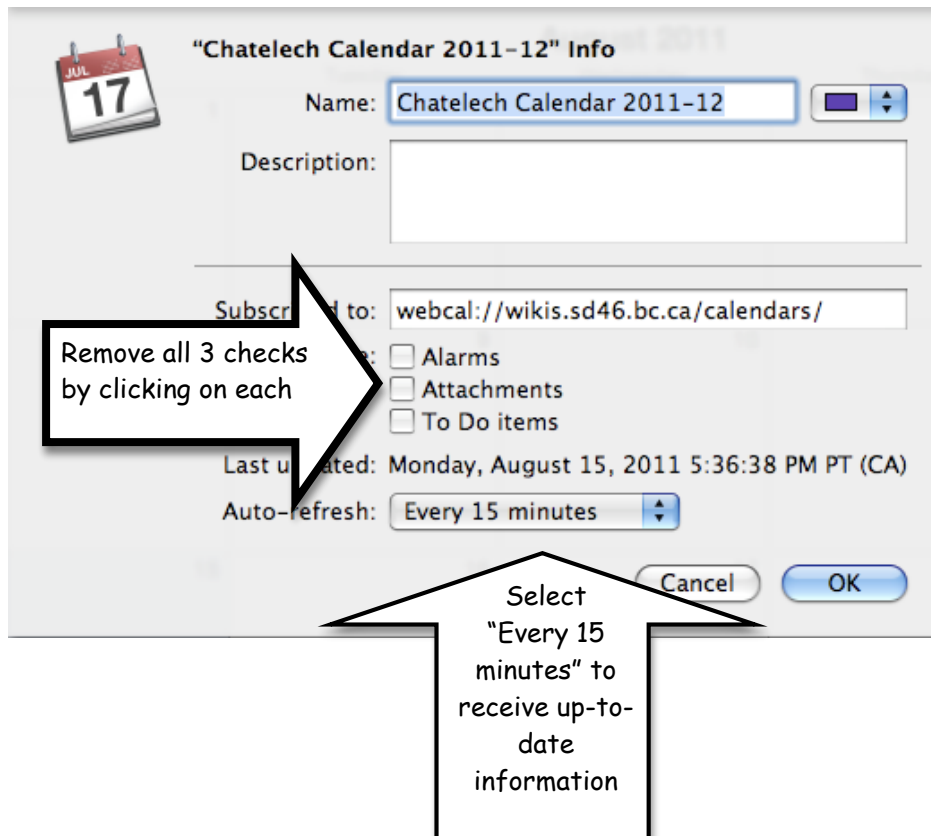 "Chatelech Calendar 2011-12" Info
JUL
17
Name: Chatelech Calendar 2011-12
Description:
to: webcal://wikis.sd46.bc.ca/calendars/
Remove all 3 checks
by clicking on each
Alarms
Attachments
To Do items
Last Monday, August 15, 2011 5:36:38 PM PT (CA)
Auto-refresh: Every 15 minutes
Cancel OK
Select
"Every 15
minutes" to
receive up-to-
date
information